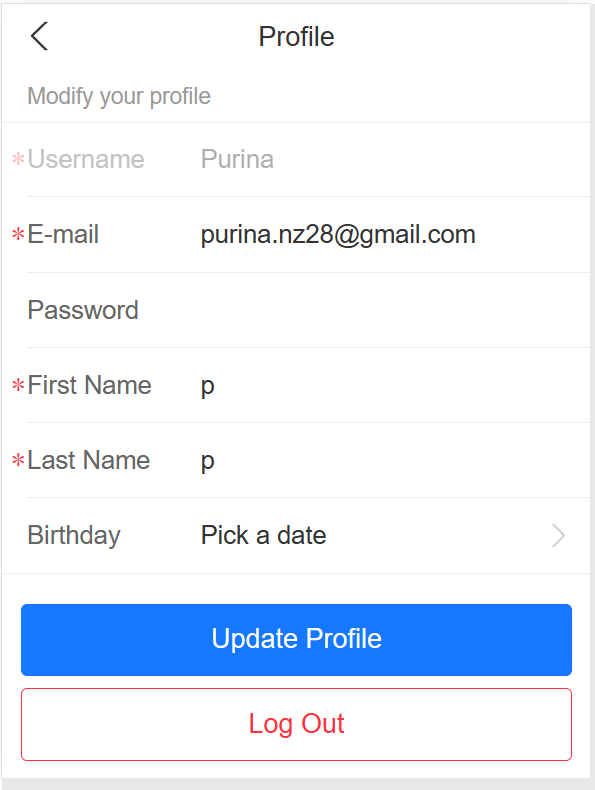 Profile
Modify your profile
*Username Purina
*E-mail purina.nz28@gmail.com
Password
*First Name p
*Last Name p
Birthday Pick a date
Update Profile
Log Out